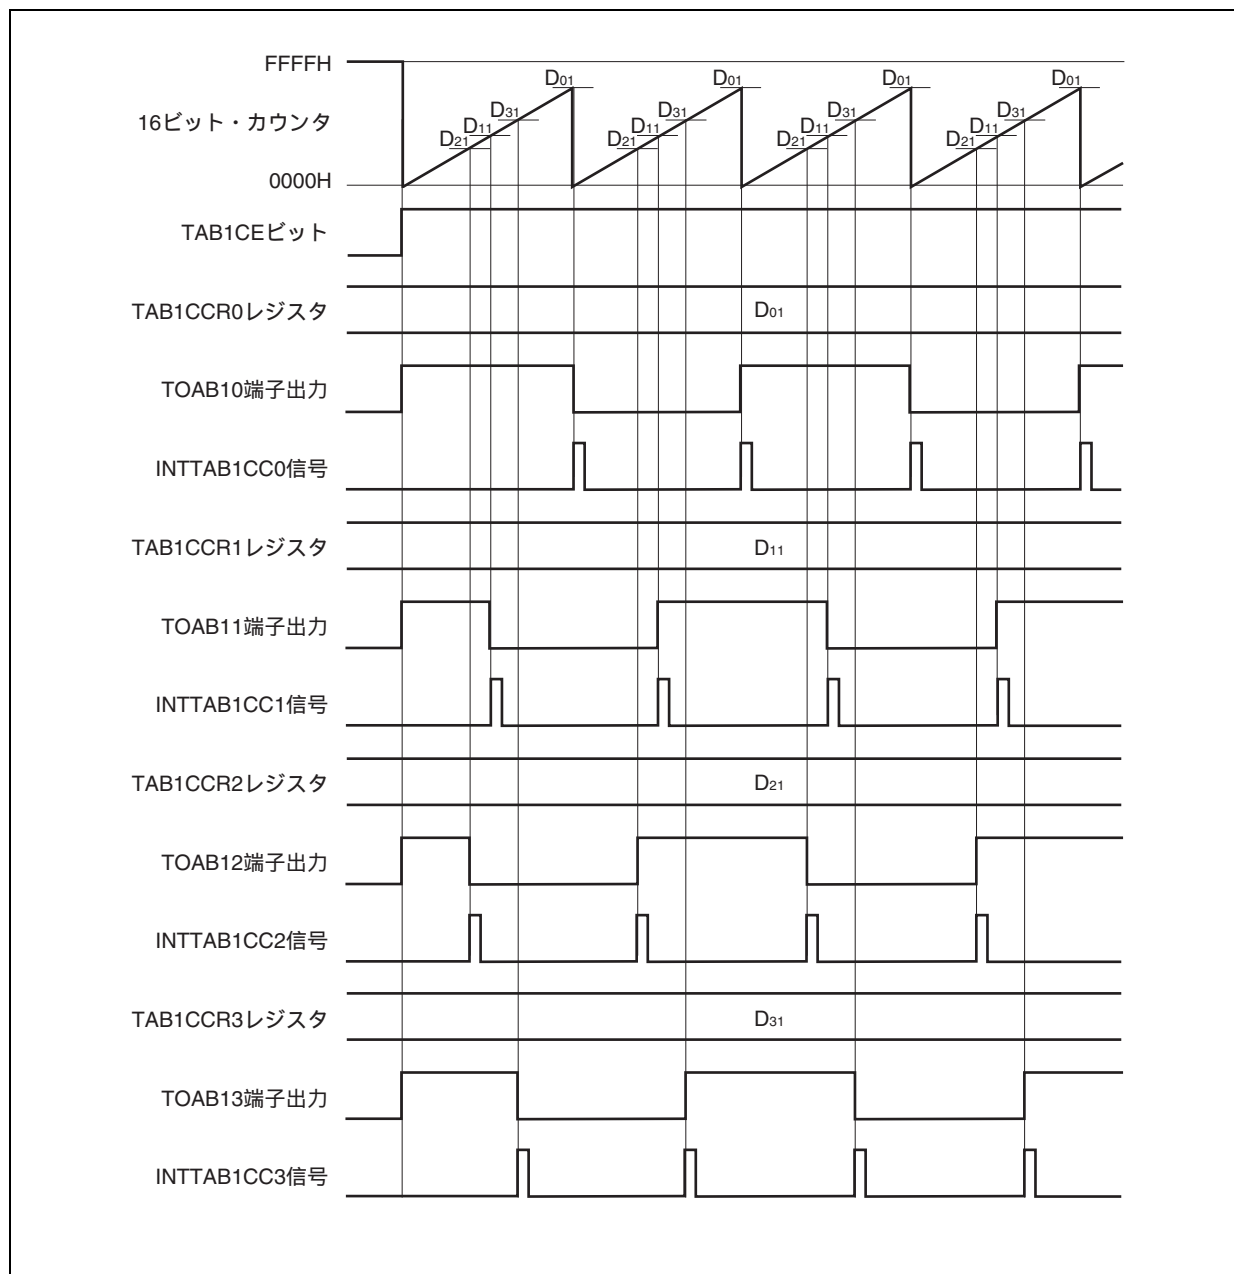 FFFFH
D01 D01 D01 D01
16ビット・カウンタ
D31 D31 D31 D31
D11 D11 D11 D11
D21 D21 D21 D21
0000H
TAB1CEビット
TAB1CCR0レジスタ D01
TOAB10端子出力
INTTAB1CC0信号
TAB1CCR1レジスタ D11
TOAB11端子出力
INTTAB1CC1信号
TAB1CCR2レジスタ D21
TOAB12端子出力
INTTAB1CC2信号
TAB1CCR3レジスタ D31
TOAB13端子出力
INTTAB1CC3信号